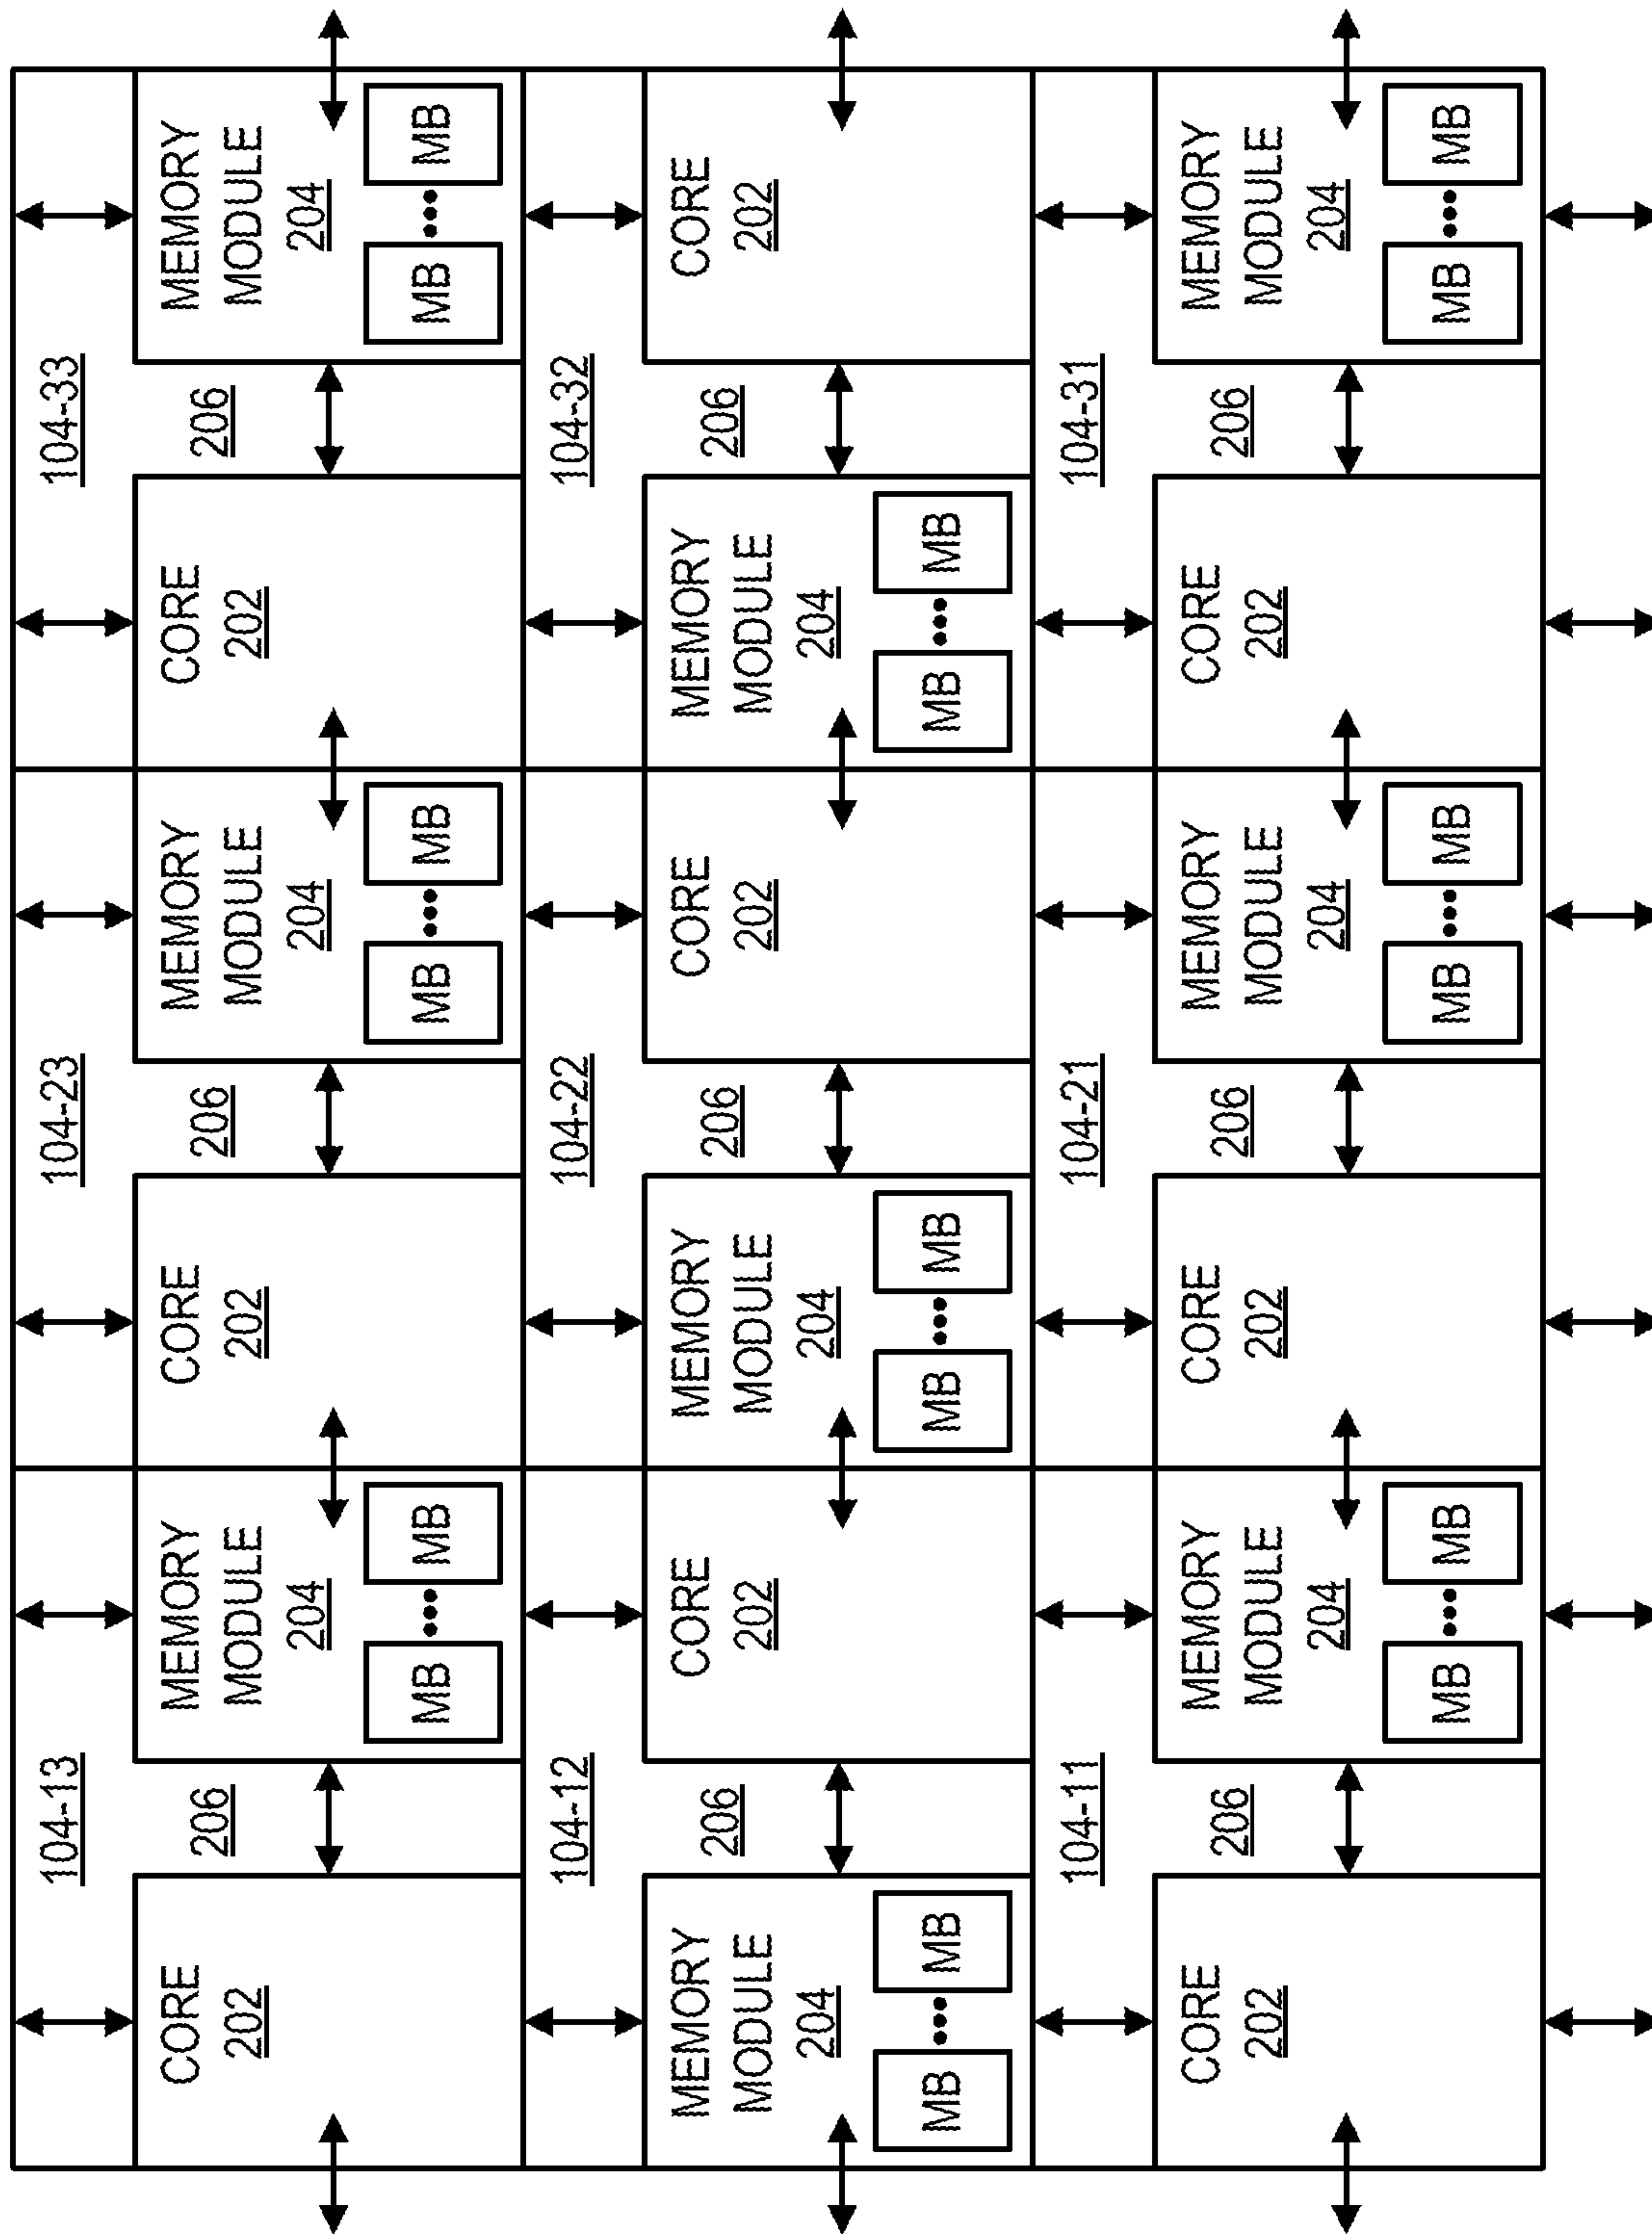 104-13
CORE
202
206
MEMORY
MODULE
204
MB ••• MB
104-23
CORE
202
206
MEMORY
MODULE
204
MB ••• MB
104-33
CORE
202
206
MEMORY
MODULE
204
MB ••• MB
104-12
MEMORY
MODULE
204
MB ••• MB
206
CORE
202
104-22
MEMORY
MODULE
204
MB ••• MB
206
CORE
202
104-32
MEMORY
MODULE
204
MB ••• MB
206
CORE
202
104-11
CORE
202
206
MEMORY
MODULE
204
MB ••• MB
104-21
CORE
202
206
MEMORY
MODULE
204
MB ••• MB
104-31
CORE
202
206
MEMORY
MODULE
204
MB ••• MB